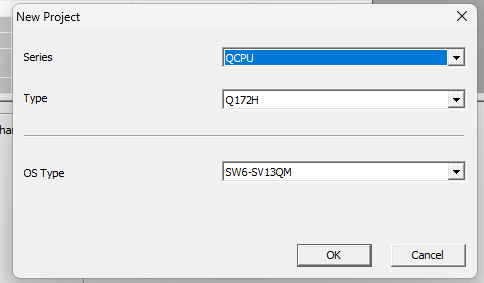 New Project
Series
QCPU
Type
Q172H
OS Type
SW6-SV13QM
OK
Cancel